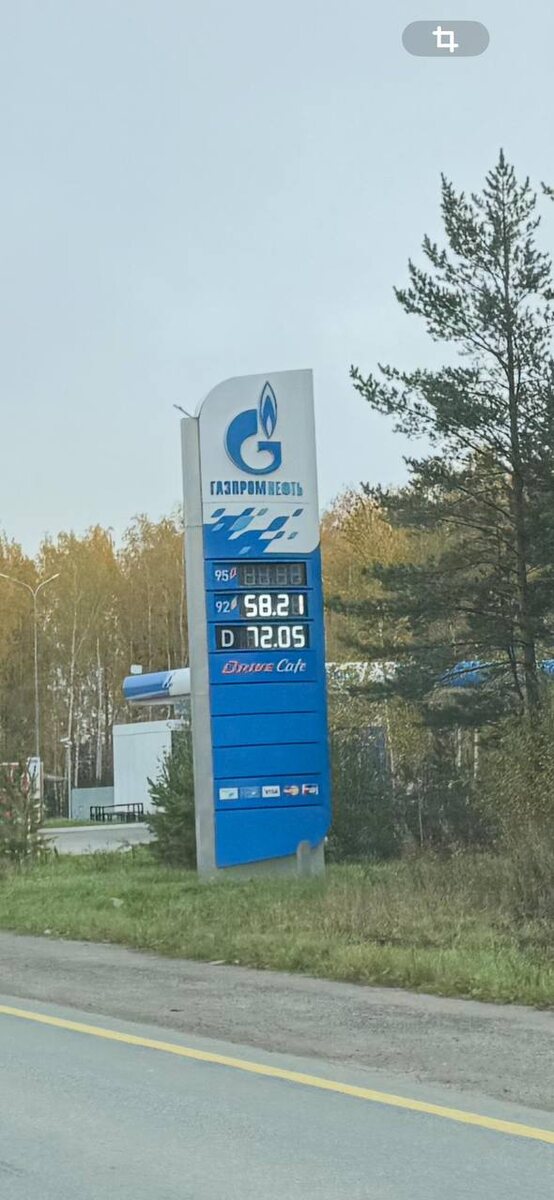 ГАЗПРОМНЕФТЬ
95
92 58.21
D 72.05
DRIVE Cafe
VISA